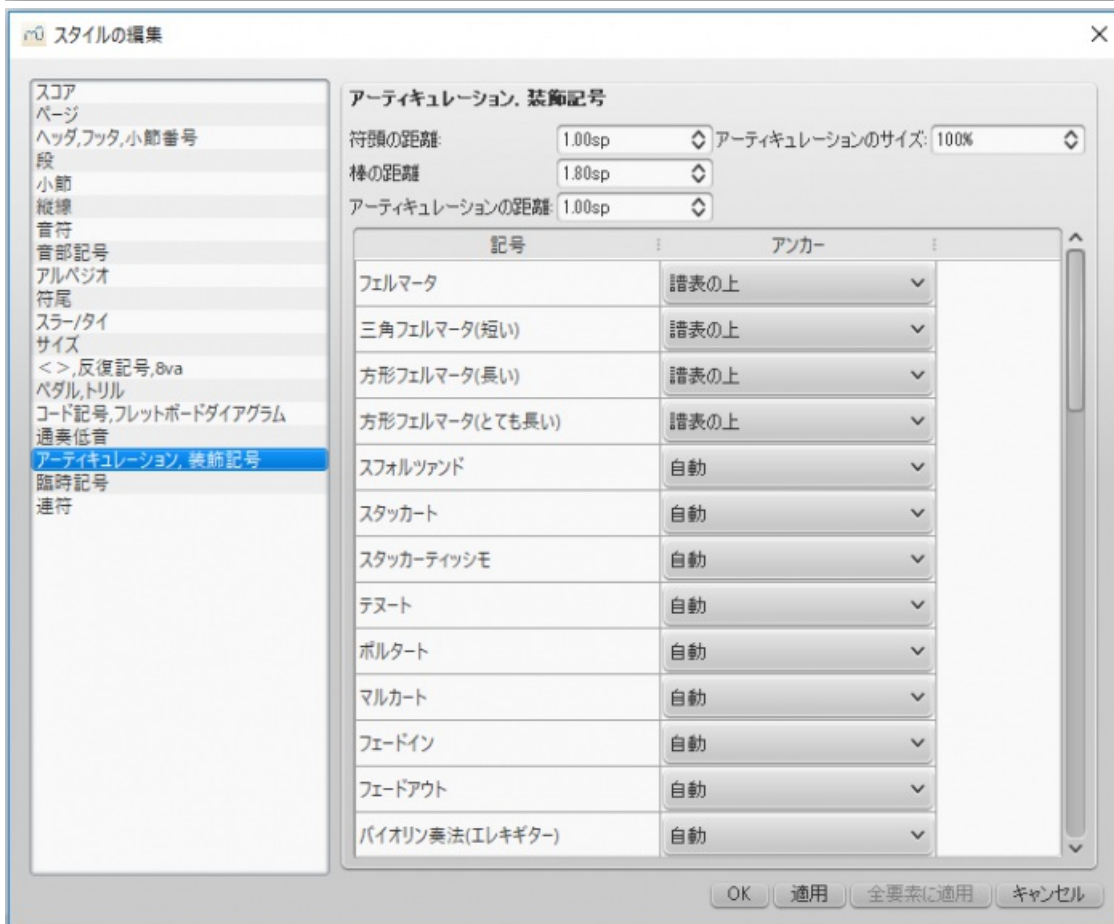 スタイルの編集
スコア
ページ
ヘッダ,フッタ,小節番号
段
小節
縦線
音符
音部記号
アルペジオ
符尾
スラー/タイ
サイズ
<>,反復記号,8va
ペダル,トリル
コード記号,フレットボードダイアグラム
通奏低音
アーティキュレーション, 装飾記号
臨時記号
連符
アーティキュレーション, 装飾記号
符頭の距離: 1.00sp アーティキュレーションのサイズ: 100%
棒の距離 1.80sp
アーティキュレーションの距離: 1.00sp
記号 アンカー
フェルマータ 譜表の上
三角フェルマータ(短い) 譜表の上
方形フェルマータ(長い) 譜表の上
方形フェルマータ(とても長い) 譜表の上
スフォルツァンド 自動
スタッカート 自動
スタッカーティッシモ 自動
テヌート 自動
ポルタート 自動
マルカート 自動
フェードイン 自動
フェードアウト 自動
バイオリン奏法(エレキギター) 自動
OK 適用 全要素に適用 キャンセル